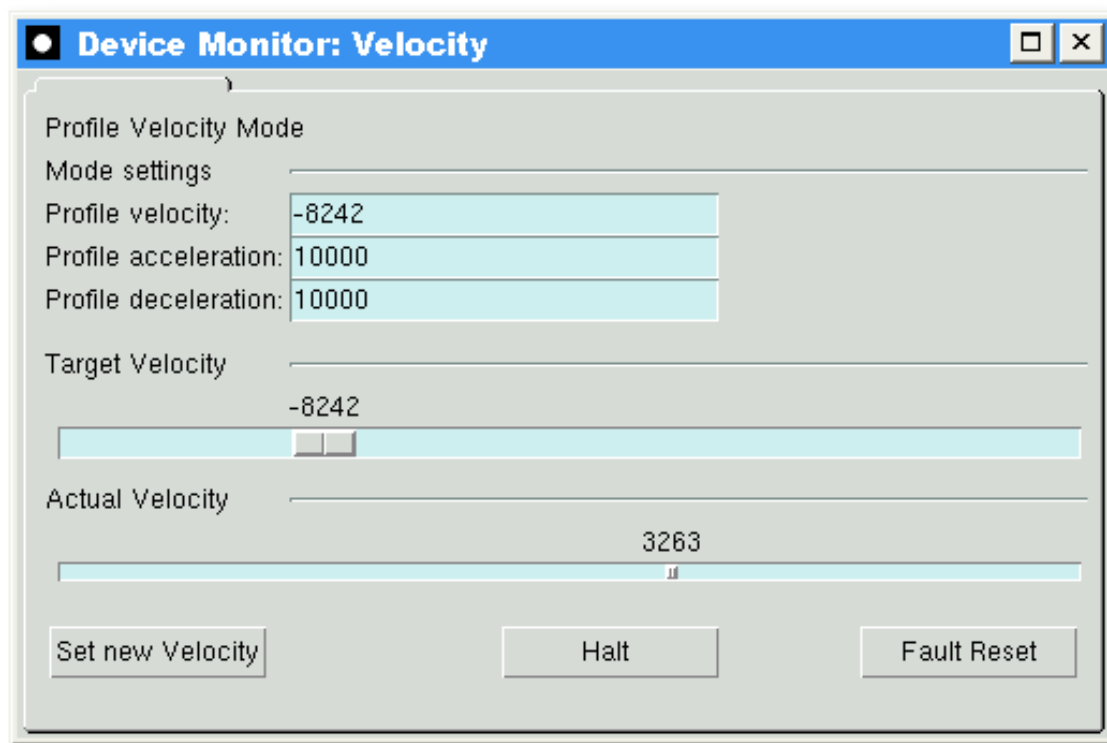 Device Monitor: Velocity
Profile Velocity Mode
Mode settings
Profile velocity: -8242
Profile acceleration: 10000
Profile deceleration: 10000
Target Velocity
-8242
Actual Velocity
3263
Set new Velocity Halt Fault Reset